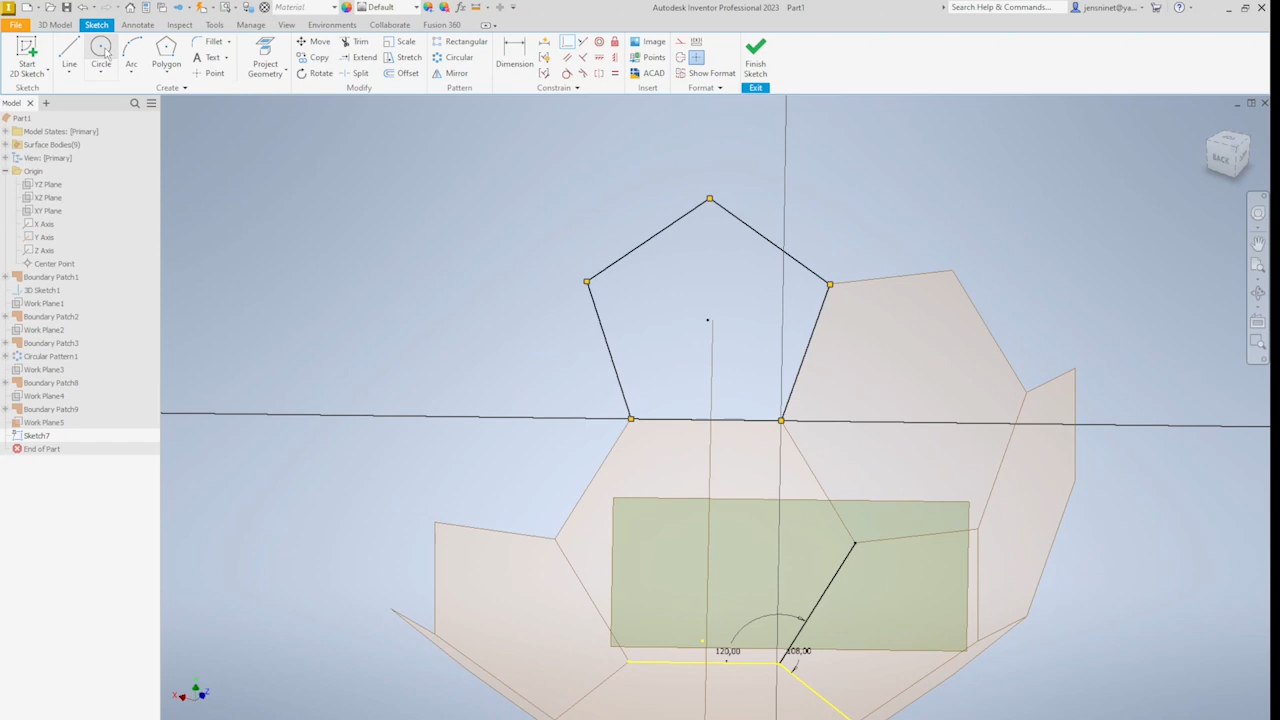 Autodesk Inventor Professional 2023 Part1
Material Default
Search Help & Commands...
jensninet@ya...
File 3D Model Sketch Annotate Inspect Tools Manage View Environments Collaborate Fusion 360
Start
2D Sketch
Line
Circle
Arc
Polygon
Fillet
Text
Point
Project
Geometry
Move Trim Scale
Copy Extend Stretch
Rotate Split Offset
Rectangular
Circular
Mirror
Dimension
Image
Points
ACAD
Show Format
Finish
Sketch
Sketch Create Modify Pattern Constrain Insert Format Exit
Model
Part1
Model States: [Primary]
Surface Bodies(9)
View: [Primary]
Origin
YZ Plane
XZ Plane
XY Plane
X Axis
Y Axis
Z Axis
Center Point
Boundary Patch1
3D Sketch1
Work Plane1
Boundary Patch2
Work Plane2
Boundary Patch3
Circular Pattern1
Work Plane3
Boundary Patch8
Work Plane4
Boundary Patch9
Work Plane5
Sketch7
End of Part
BACK
120,00
108,00
X
Y
Z